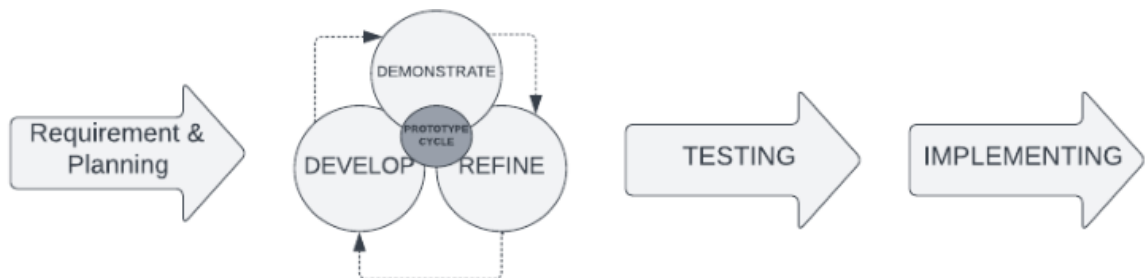 Requirement &
Planning
DEMONSTRATE
PROTOTYPE
CYCLE
DEVELOP
REFINE
TESTING
IMPLEMENTING